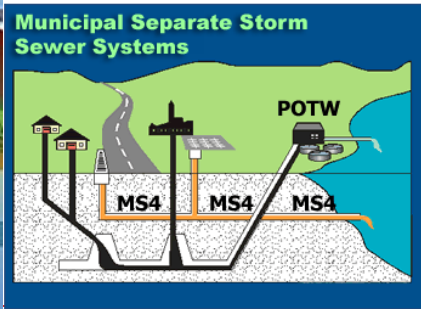 Municipal Separate Storm
Sewer Systems
POTW
MS4 MS4 MS4